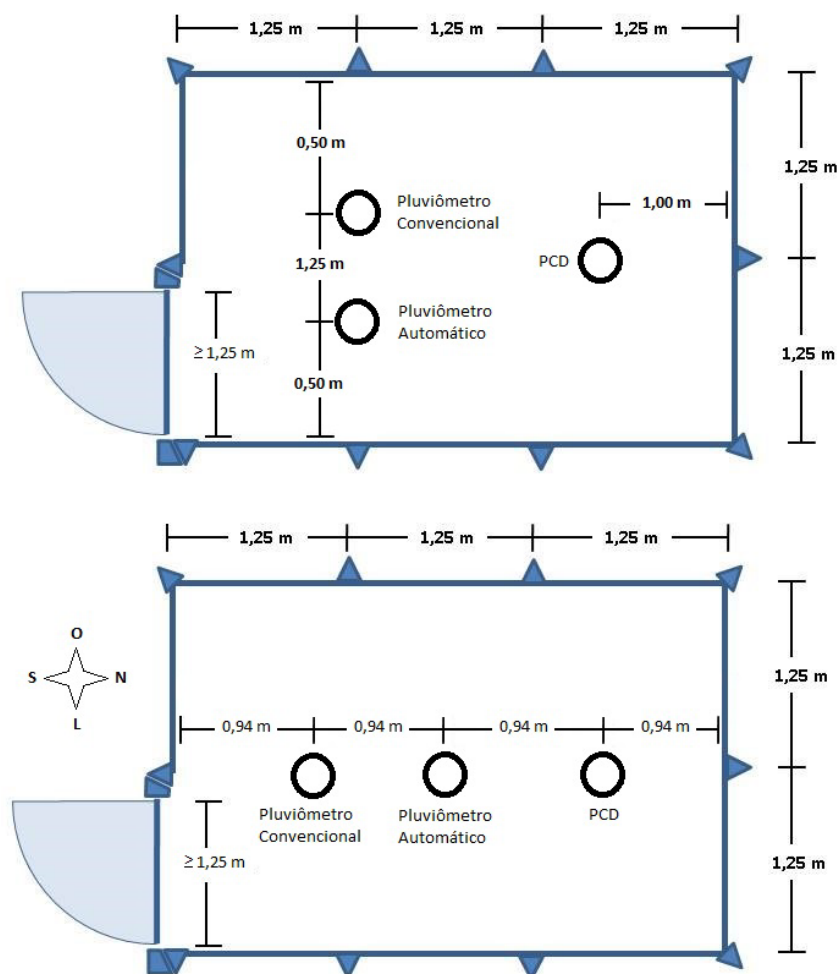 1,25 m 1,25 m 1,25 m
0,50 m
1,25 m
Pluviômetro
Convencional
1,00 m
1,25 m
PCD
Pluviômetro
Automático
≥ 1,25 m
1,25 m
0,50 m
1,25 m 1,25 m 1,25 m
O
S N
L
1,25 m
0,94 m 0,94 m 0,94 m 0,94 m
Pluviômetro
Convencional
Pluviômetro
Automático
PCD
≥ 1,25 m
1,25 m